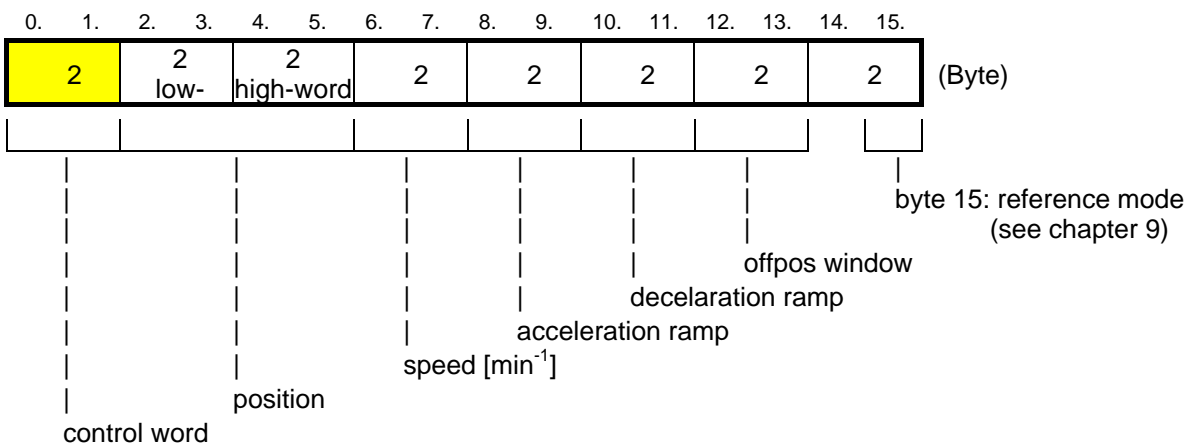 0. 1. 2. 3. 4. 5. 6. 7. 8. 9. 10. 11. 12. 13. 14. 15.
2 2 2 2 2 2 2 2 (Byte)
low- high-word
byte 15: reference mode
(see chapter 9)
offpos window
decelaration ramp
acceleration ramp
speed [min-1]
position
control word